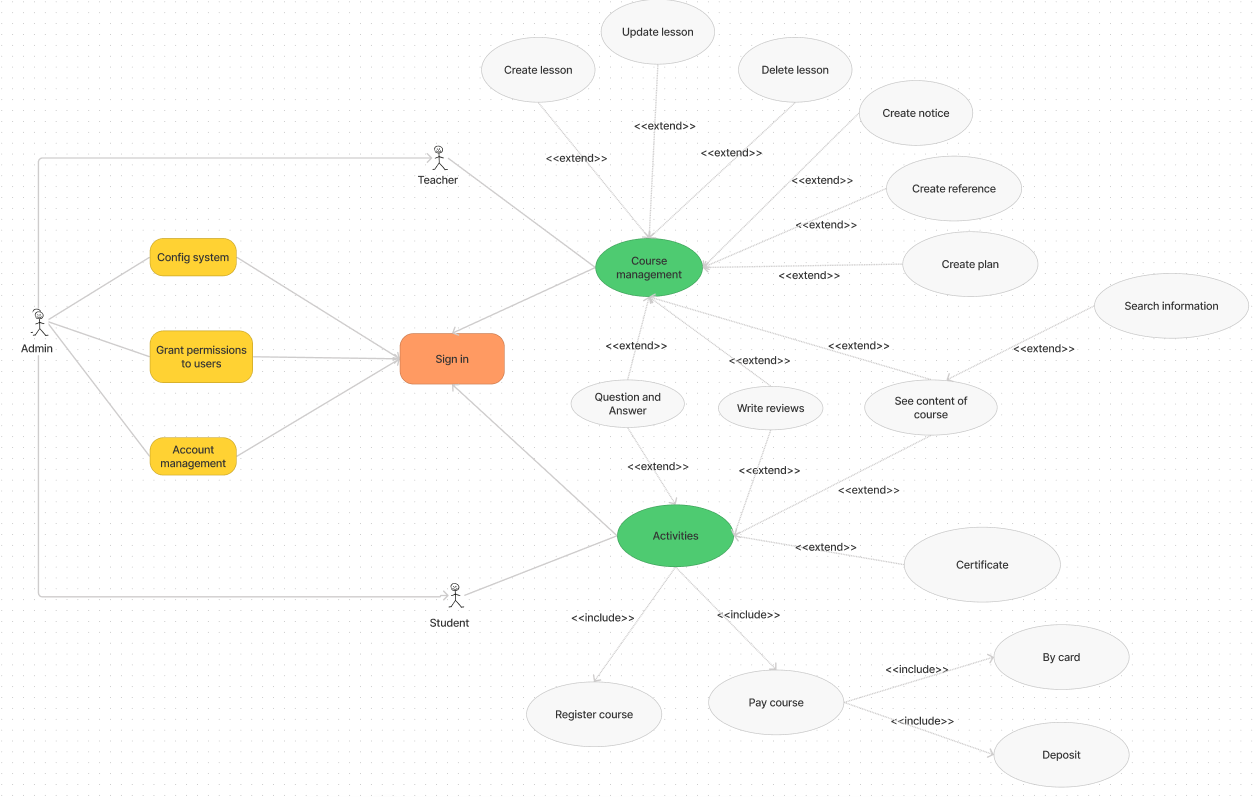 Update lesson
Create lesson
Delete lesson
Create notice
<<extend>>
<<extend>>
<<extend>>
Teacher
<<extend>>
Create reference
<<extend>>
Config system
Course
management
Create plan
<<extend>>
Search information
Admin
Grant permissions
to users
Sign in
<<extend>>
<<extend>>
<<extend>>
<<extend>>
Question and
Answer
Write reviews
See content of
course
Account
management
<<extend>>
<<extend>>
<<extend>>
Activities
<<extend>>
Certificate
Student
<<include>>
<<include>>
By card
<<include>>
Register course
Pay course
<<include>>
Deposit